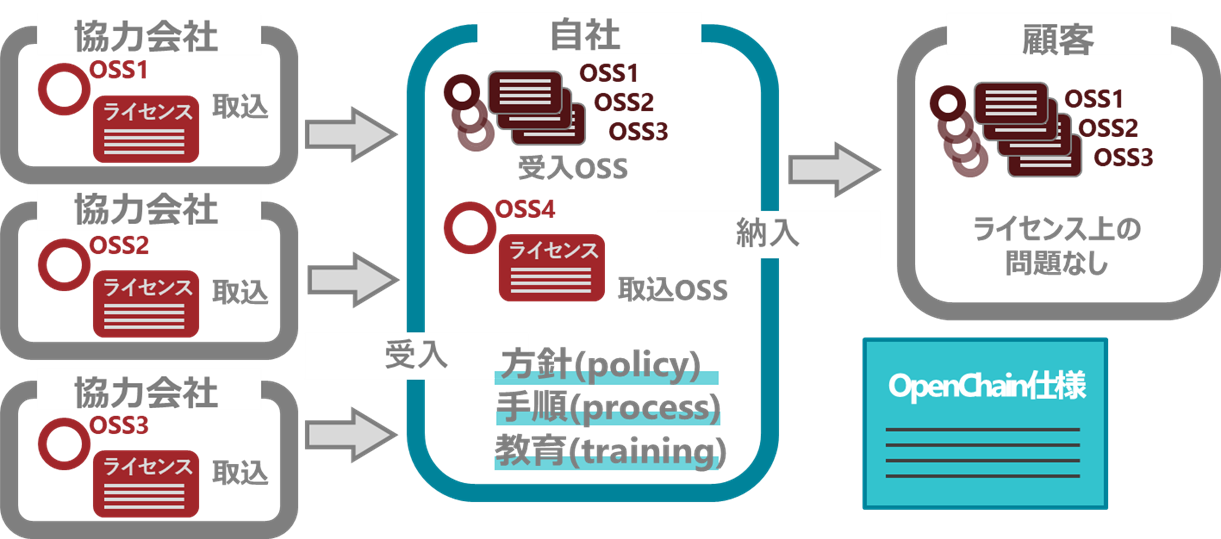 協力会社
OSS1
ライセンス
取込
協力会社
OSS2
ライセンス
取込
協力会社
OSS3
ライセンス
取込
自社
OSS1
OSS2
OSS3
受入OSS
OSS4
ライセンス
取込OSS
受入
方針(policy)
手順(process)
教育(training)
納入
顧客
OSS1
OSS2
OSS3
ライセンス上の
問題なし
OpenChain仕様